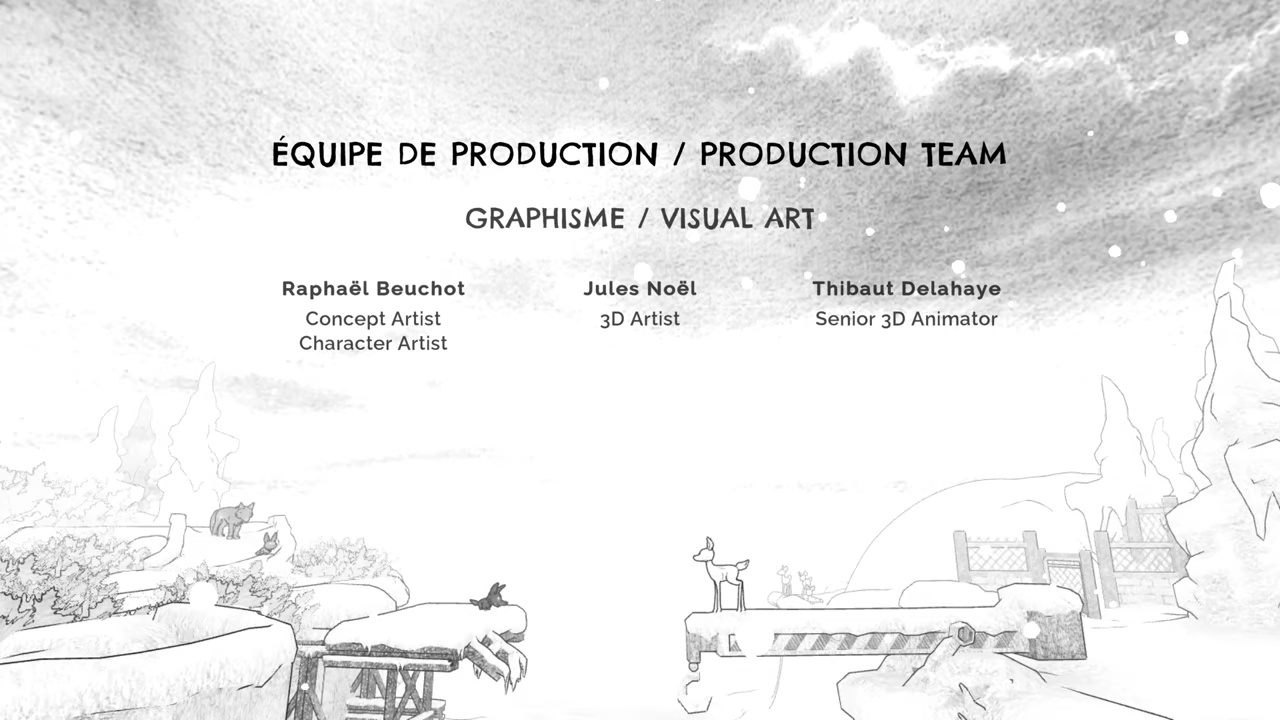 ÉQUIPE DE PRODUCTION / PRODUCTION TEAM
GRAPHISME / VISUAL ART
Raphaël Beuchot
Concept Artist
Character Artist
Jules Noël
3D Artist
Thibaut Delahaye
Senior 3D Animator